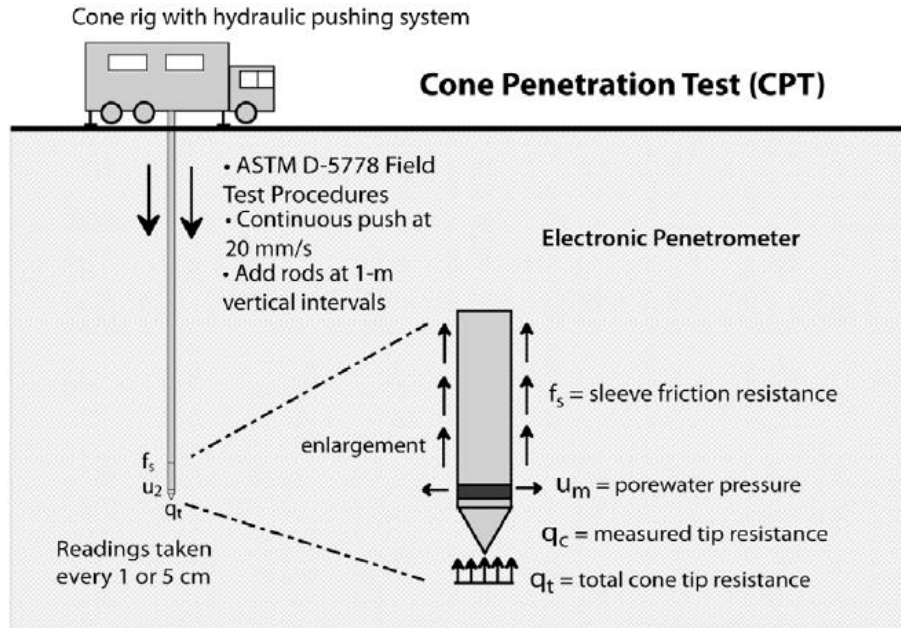 Cone rig with hydraulic pushing system
Cone Penetration Test (CPT)
• ASTM D-5778 Field
Test Procedures
• Continuous push at
20 mm/s
• Add rods at 1-m
vertical intervals
Electronic Penetrometer
fs = sleeve friction resistance
enlargement
fs
u2
qt
um = porewater pressure
qc = measured tip resistance
qt = total cone tip resistance
Readings taken
every 1 or 5 cm